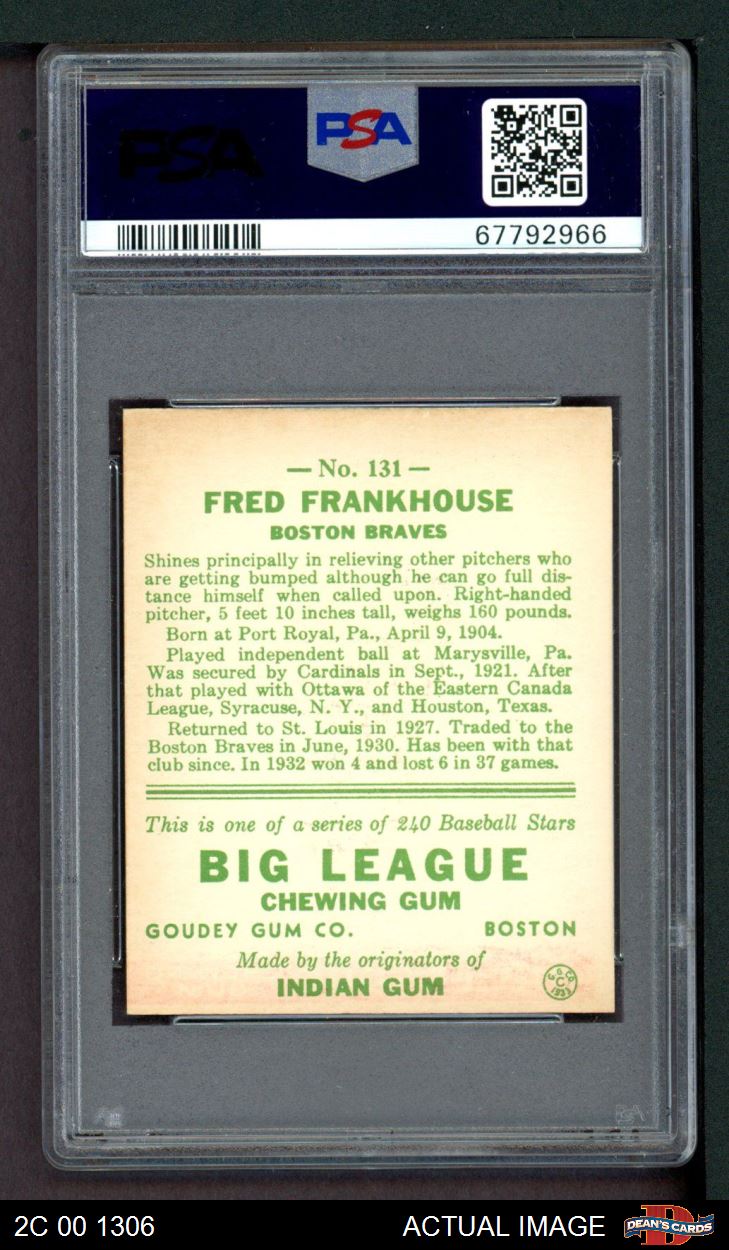 PSA
PSA
67792966
— No. 131 —
FRED FRANKHOUSE
BOSTON BRAVES
Shines principally in relieving other pitchers who
are getting bumped although he can go full dis-
tance himself when called upon. Right-handed
pitcher, 5 feet 10 inches tall, weighs 160 pounds.
Born at Port Royal, Pa., April 9, 1904.
Played independent ball at Marysville, Pa.
Was secured by Cardinals in Sept., 1921. After
that played with Ottawa of the Eastern Canada
League, Syracuse, N. Y., and Houston, Texas.
Returned to St. Louis in 1927. Traded to the
Boston Braves in June, 1930. Has been with that
club since. In 1932 won 4 and lost 6 in 37 games.
This is one of a series of 240 Baseball Stars
BIG LEAGUE
CHEWING GUM
GOUDEY GUM CO. BOSTON
Made by the originators of
INDIAN GUM
G. G. CO.
C
1933
PSA
2C 00 1306 ACTUAL IMAGE DEAN'S CARDS